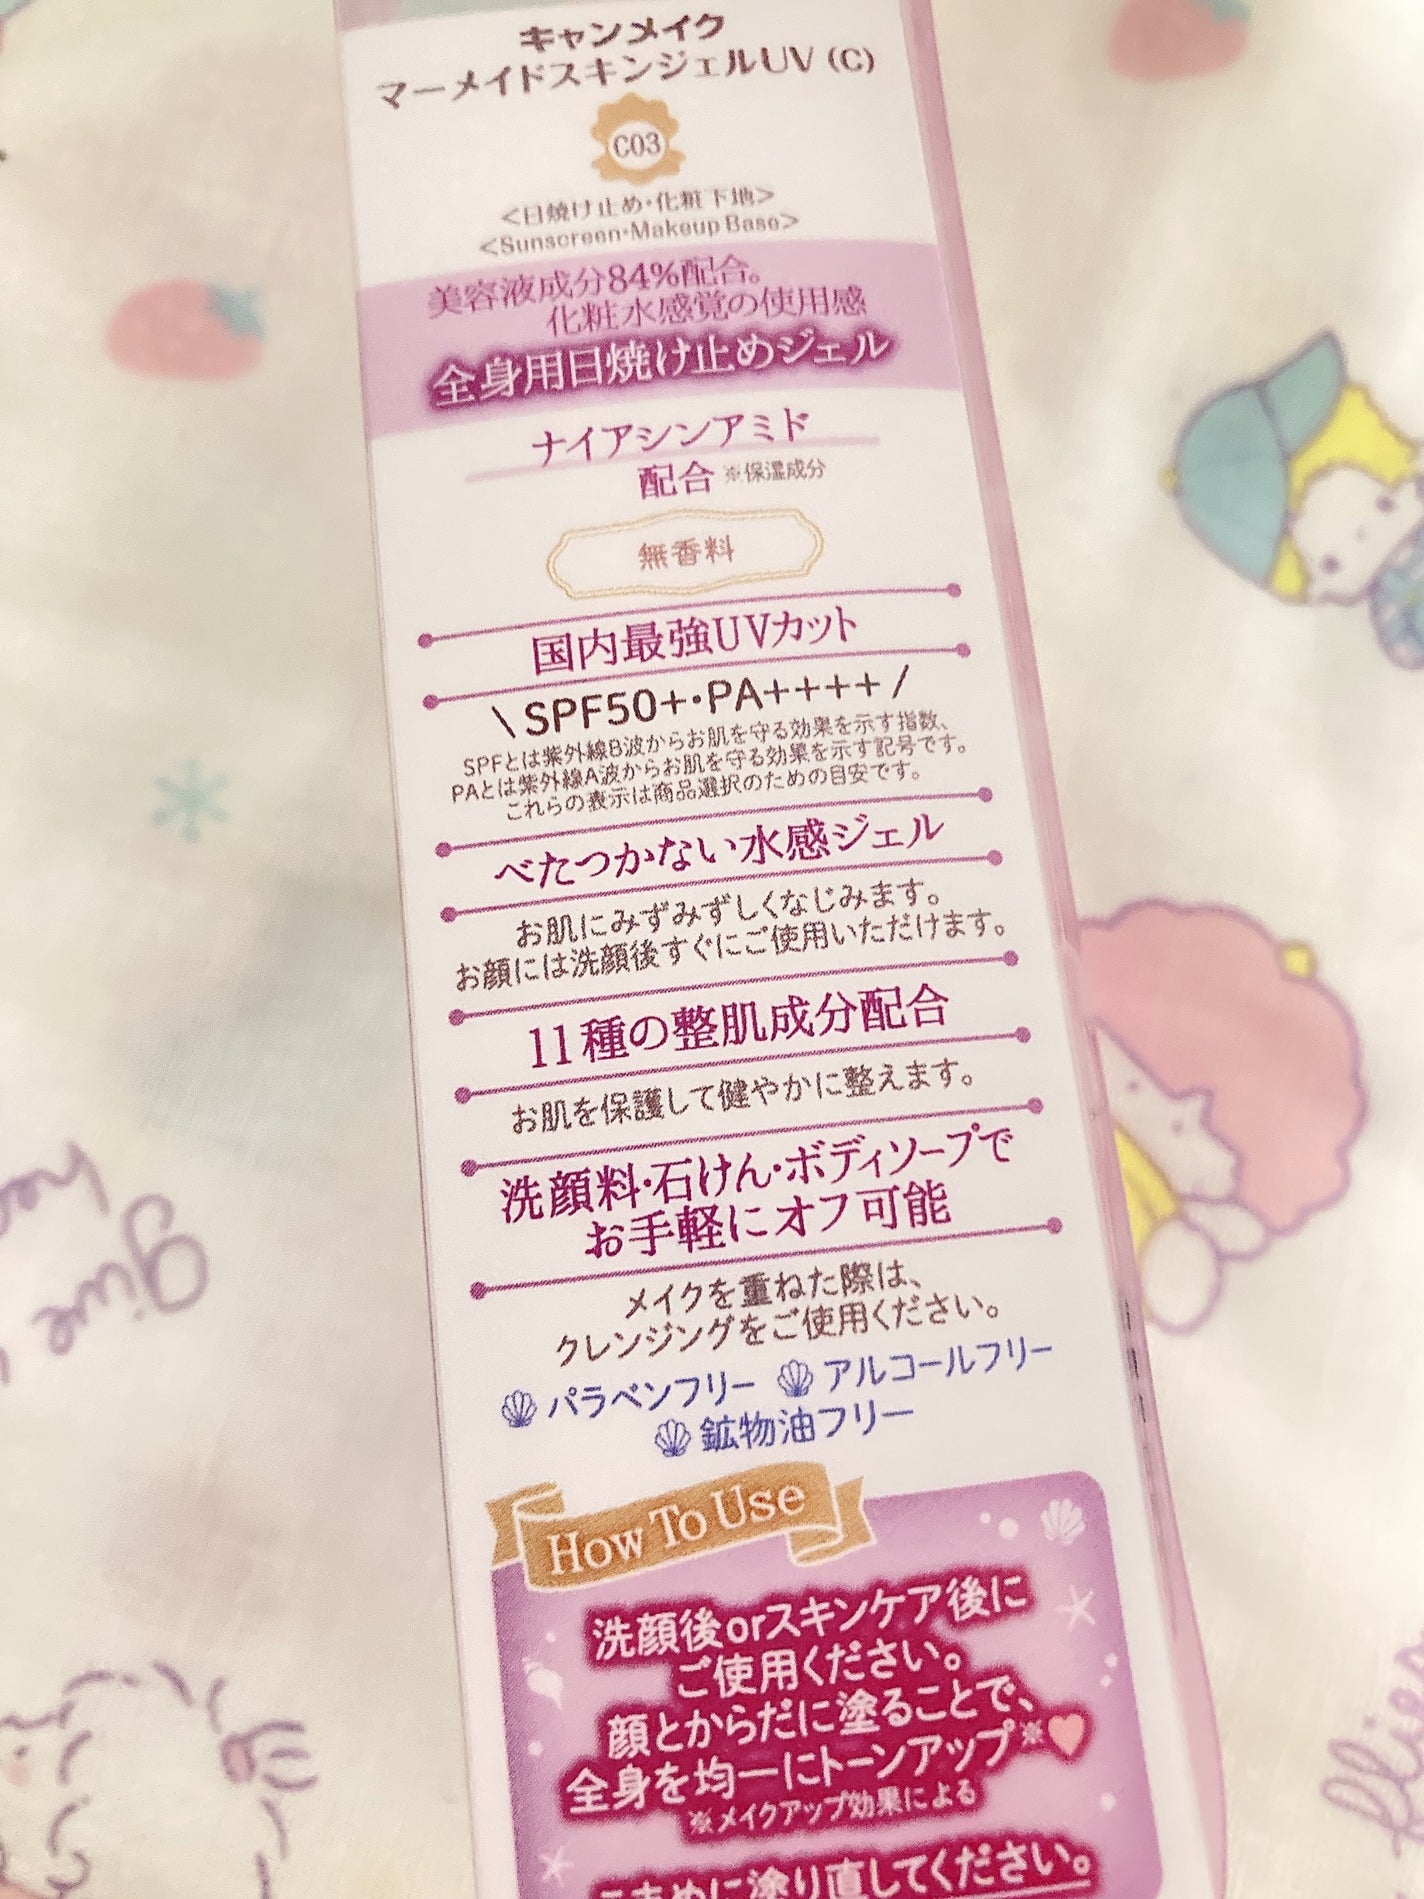 キャンメイク
マーメイドスキンジェルUV (C)
C03
<日焼け止め・化粧下地>
<Sunscreen・Makeup Base>
美容液成分84%配合。
化粧水感覚の使用感
全身用日焼け止めジェル
ナイアシンアミド
配合 ※保湿成分
無香料
国内最強UVカット
\ SPF50+・PA++++ /
SPFとは紫外線B波からお肌を守る効果を示す指数、
PAとは紫外線A波からお肌を守る効果を示す記号です。
これらの表示は商品選択のための目安です。
べたつかない水感ジェル
お肌にみずみずしくなじみます。
お顔には洗顔後すぐにご使用いただけます。
11種の整肌成分配合
お肌を保護して健やかに整えます。
洗顔料・石けん・ボディソープで
お手軽にオフ可能
メイクを重ねた際は、
クレンジングをご使用ください。
パラベンフリー アルコールフリー
鉱物油フリー
How To Use
洗顔後orスキンケア後に
ご使用ください。
顔とからだに塗ることで、
全身を均一にトーンアップ※
※メイクアップ効果による
こまめに塗り直してください。
give